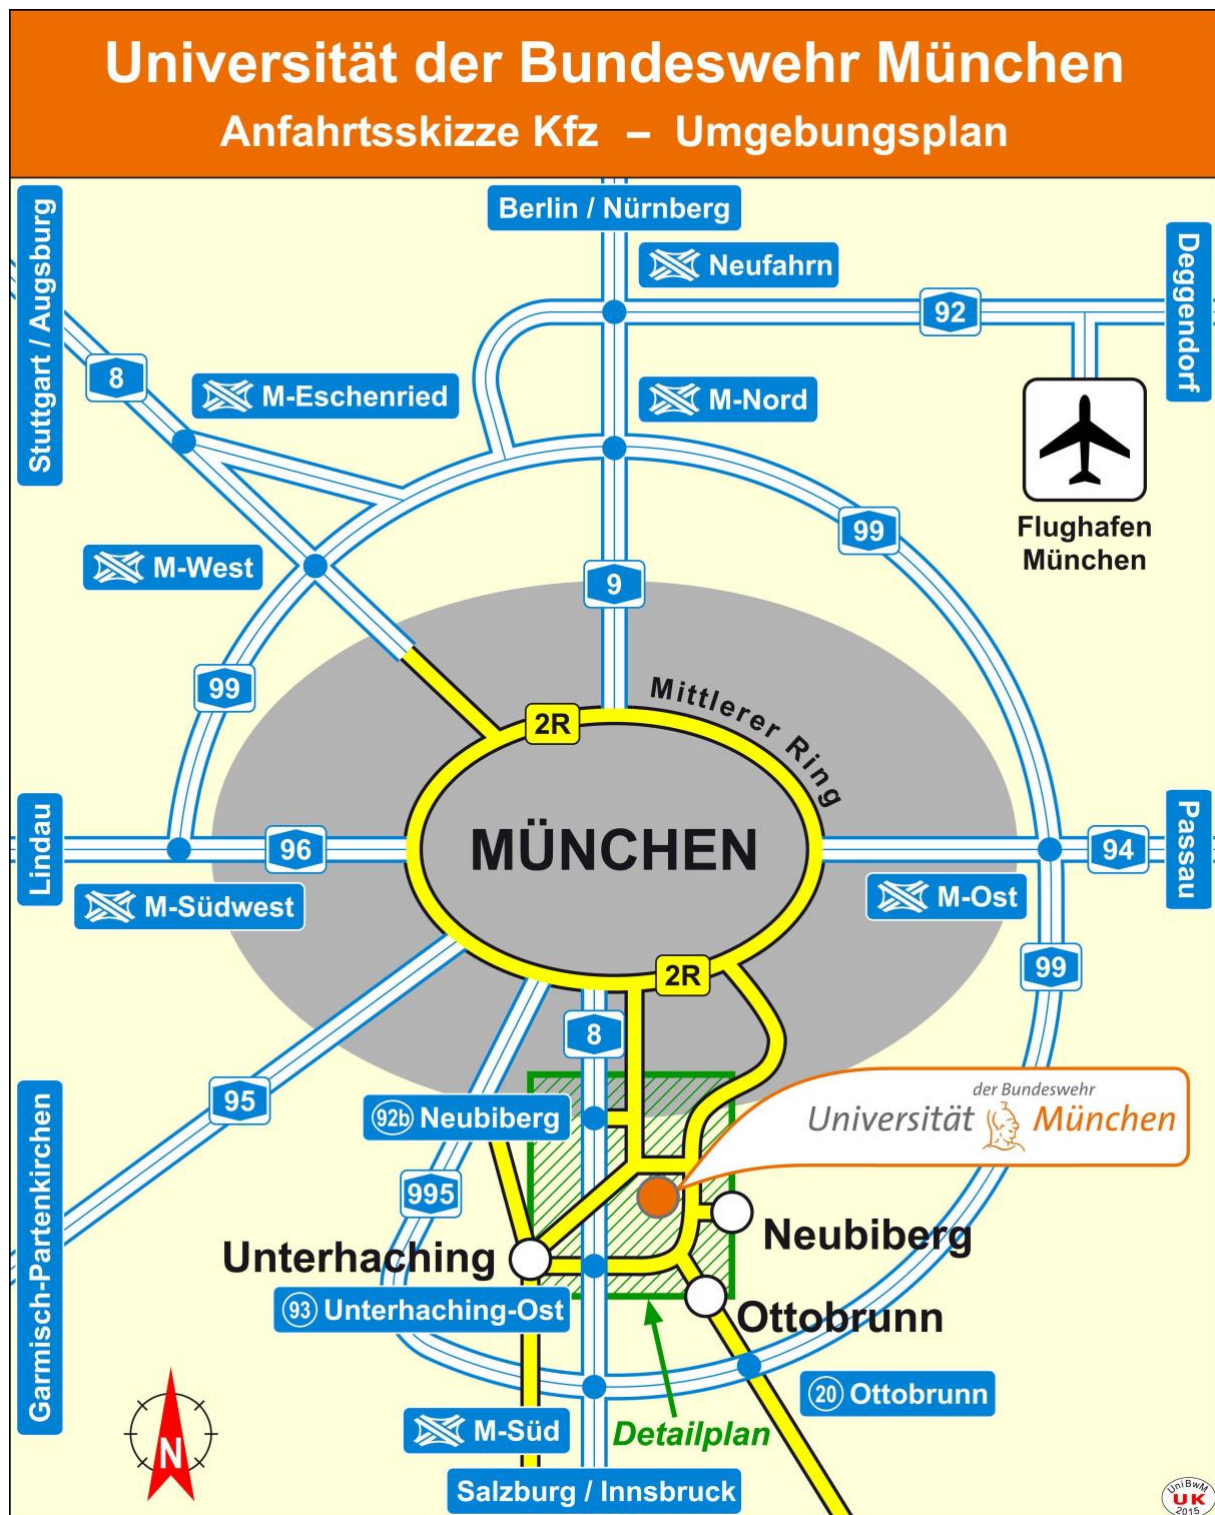 Universität der Bundeswehr München
Anfahrtsskizze Kfz – Umgebungsplan
Stuttgart / Augsburg
Berlin / Nürnberg
Neufahrn
Deggendorf
92
8
M-Eschenried
M-Nord
99
Flughafen
München
M-West
9
99
Mittlerer Ring
2R
Lindau
96
MÜNCHEN
94
Passau
M-Südwest
M-Ost
2R
99
8
95
92b Neubiberg
der Bundeswehr
Universität München
995
Garmisch-Partenkirchen
Unterhaching
Neubiberg
93 Unterhaching-Ost
Ottobrunn
20 Ottobrunn
N
M-Süd
Detailplan
Salzburg / Innsbruck
UniBwM
UK
2015